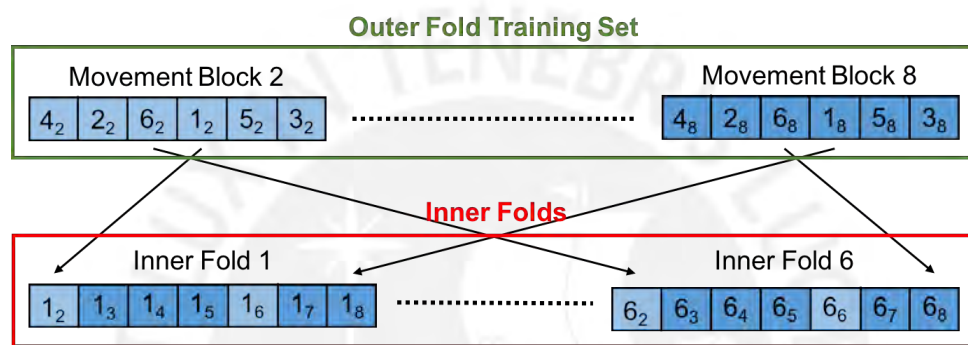 Outer Fold Training Set
Movement Block 2
Movement Block 8
4₂ 2₂ 6₂ 1₂ 5₂ 3₂
4₈ 2₈ 6₈ 1₈ 5₈ 3₈
Inner Folds
Inner Fold 1
Inner Fold 6
1₂ 1₃ 1₄ 1₅ 1₆ 1₇ 1₈
6₂ 6₃ 6₄ 6₅ 6₆ 6₇ 6₈
TENEBR